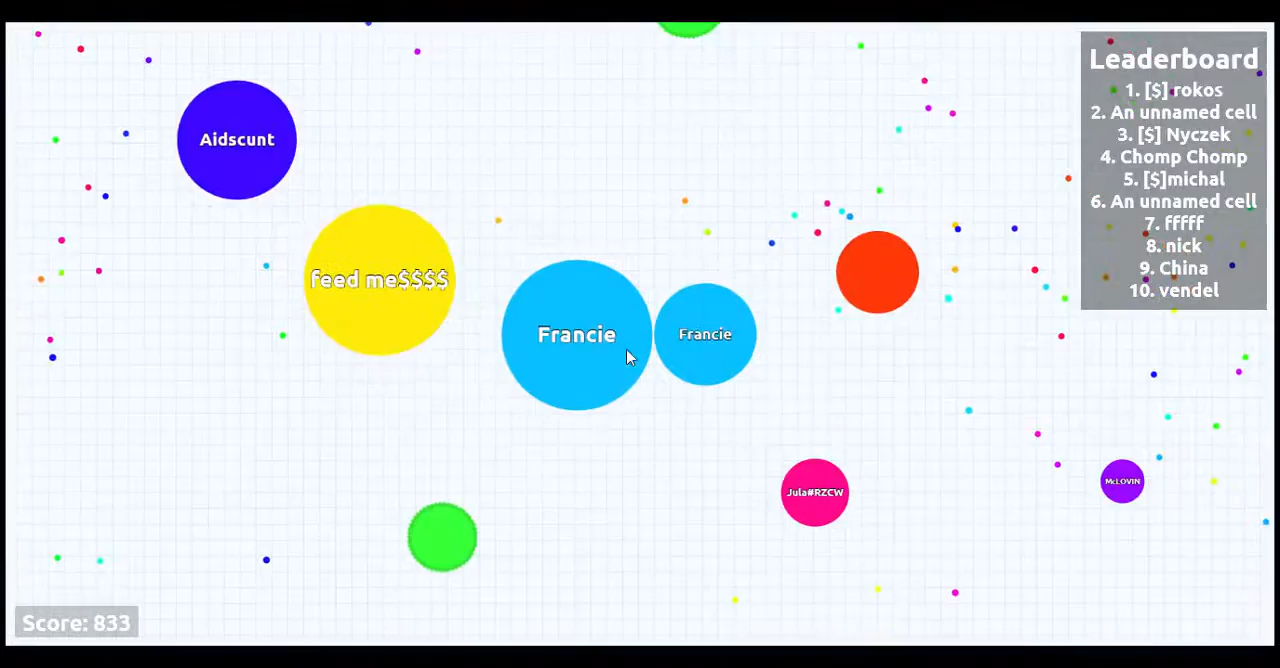 Leaderboard
1. [$] rokos
2. An unnamed cell
3. [$] Nyczek
4. Chomp Chomp
5. [$]michal
6. An unnamed cell
7. fffff
8. nick
9. China
10. vendel
Aidscunt
feed me$$$$
Francie
Francie
Jula#RZCW
McLOVIN
Score: 833